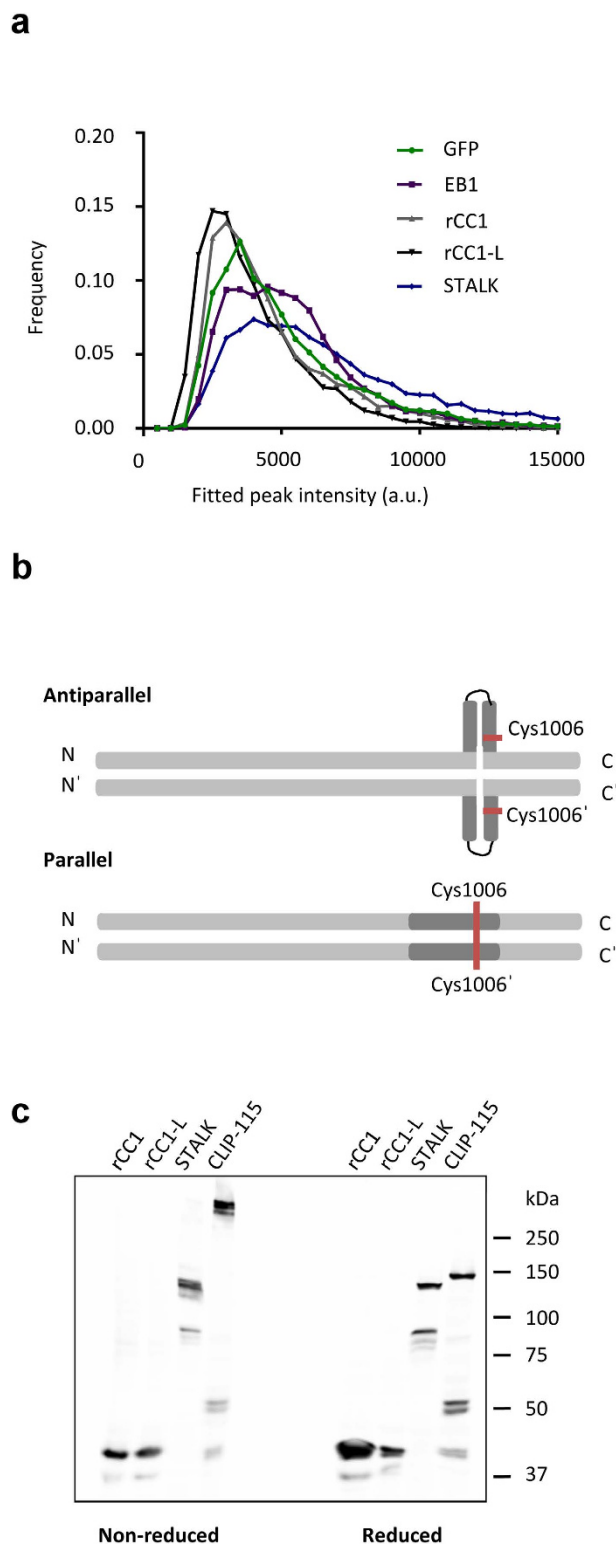 a
0.20
0.15
0.10
0.05
0.00
Frequency
0
5000
10000
15000
Fitted peak intensity (a.u.)
GFP
EB1
rCC1
rCC1-L
STALK
b
Antiparallel
Cys1006
N
C
N'
C'
Cys1006'
Parallel
Cys1006
N
C
N'
C'
Cys1006'
c
rCC1
rCC1-L
STALK
CLIP-115
rCC1
rCC1-L
STALK
CLIP-115
kDa
250
150
100
75
50
37
Non-reduced
Reduced